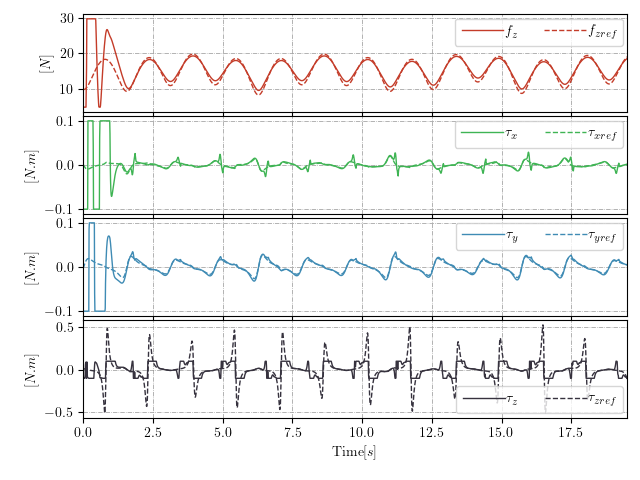 30
20
10
[N]
f_z f_zref
0.1
0.0
−0.1
[N.m]
τ_x τ_xref
0.1
0.0
−0.1
[N.m]
τ_y τ_yref
0.5
0.0
−0.5
[N.m]
τ_z τ_zref
0.0 2.5 5.0 7.5 10.0 12.5 15.0 17.5
Time[s]